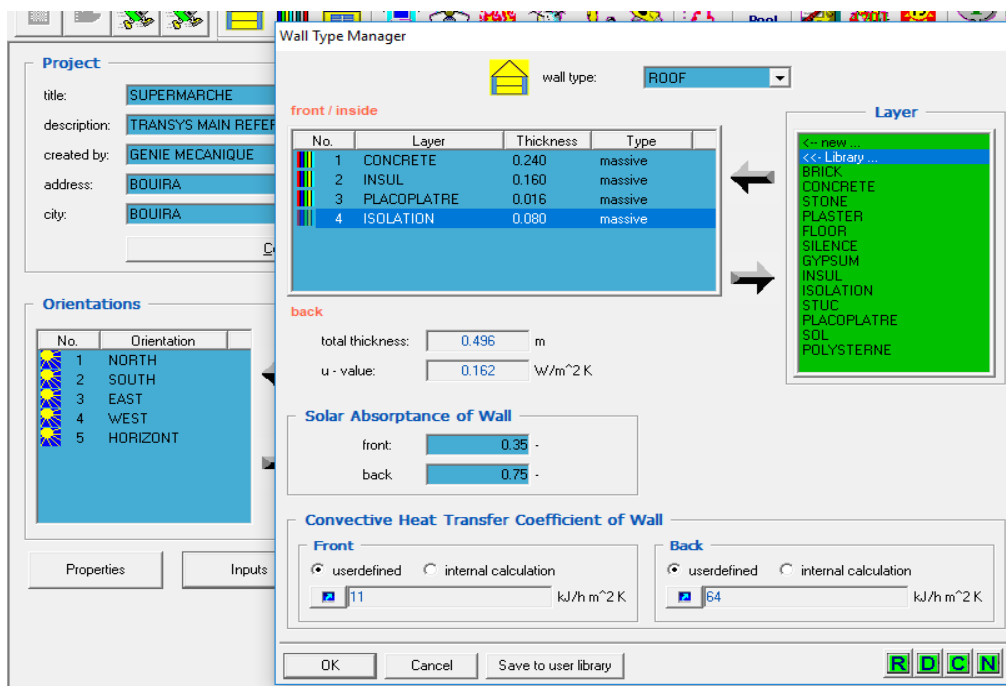 Pool
Wall Type Manager
Project
title: SUPERMARCHE
description: TRANSYS MAIN REFER
created by: GENIE MECANIQUE
address: BOUIRA
city: BOUIRA
Orientations
No. Orientation
1 NORTH
2 SOUTH
3 EAST
4 WEST
5 HORIZONT
Properties
Inputs
wall type: ROOF
front / inside
No. Layer Thickness Type
1 CONCRETE 0.240 massive
2 INSUL 0.160 massive
3 PLACOPLATRE 0.016 massive
4 ISOLATION 0.080 massive
back
total thickness: 0.496 m
u - value: 0.162 W/m^2 K
Layer
<-- new ...
<<- Library ...
BRICK
CONCRETE
STONE
PLASTER
FLOOR
SILENCE
GYPSUM
INSUL
ISOLATION
STUC
PLACOPLATRE
SOL
POLYSTERNE
Solar Absorptance of Wall
front: 0.35 -
back 0.75 -
Convective Heat Transfer Coefficient of Wall
Front
userdefined internal calculation
11 kJ/h m^2 K
Back
userdefined internal calculation
64 kJ/h m^2 K
OK
Cancel
Save to user library
R D C N